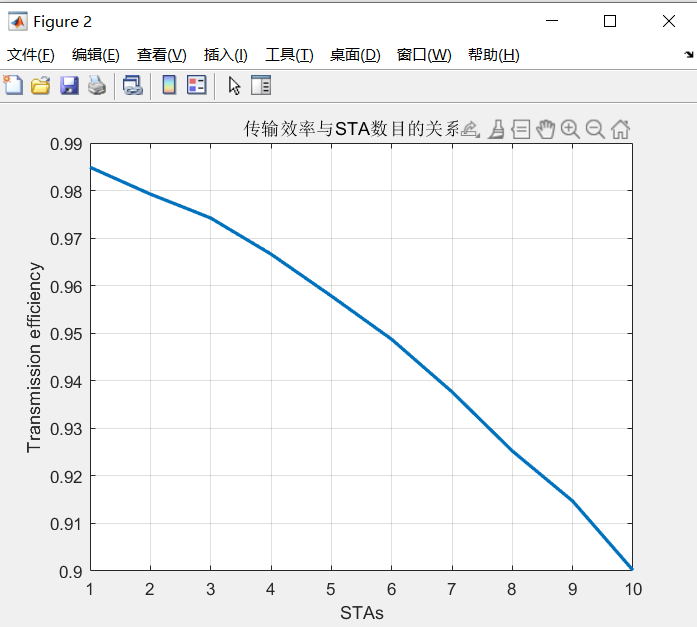 Figure 2
文件(F) 编辑(E) 查看(V) 插入(I) 工具(T) 桌面(D) 窗口(W) 帮助(H)
传输效率与STA数目的关系
0.99
0.98
0.97
0.96
0.95
0.94
0.93
0.92
0.91
0.9
Transmission efficiency
1 2 3 4 5 6 7 8 9 10
STAs